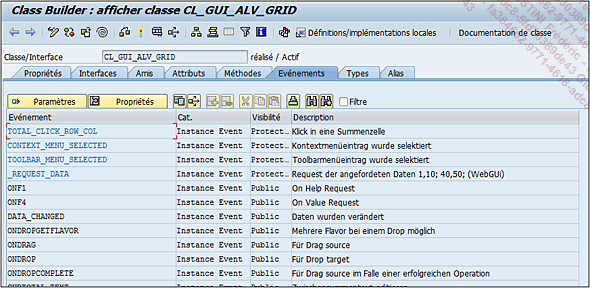 Class Builder : afficher classe CL_GUI_ALV_GRID
Définitions/implémentations locales Documentation de classe
Classe/Interface CL_GUI_ALV_GRID réalisé / Actif
Propriétés Interfaces Amis Attributs Méthodes Evénements Types Alias
Paramètres Propriétés Filtre
Evénement Cat. Visibilité Description
TOTAL_CLICK_ROW_COL Instance Event Protect… Klick in eine Summenzelle
CONTEXT_MENU_SELECTED Instance Event Protect… Kontextmenüeintrag wurde selektiert
TOOLBAR_MENU_SELECTED Instance Event Protect… Toolbarmenüeintrag wurde selektiert
_REQUEST_DATA Instance Event Protect… Request der angeforderten Daten 1,10; 40,50; (WebGUi)
ONF1 Instance Event Public On Help Request
ONF4 Instance Event Public On Value Request
DATA_CHANGED Instance Event Public Daten wurden verändert
ONDROPGETFLAVOR Instance Event Public Mehrere Flavor bei einem Drop möglich
ONDRAG Instance Event Public Für Drag source
ONDROP Instance Event Public Für Drop target
ONDROPCOMPLETE Instance Event Public Für Drag source im Falle einer erfolgreichen Operation
SUBTOTAL_TEXT Instance Event Public Zwischensummentext editieren